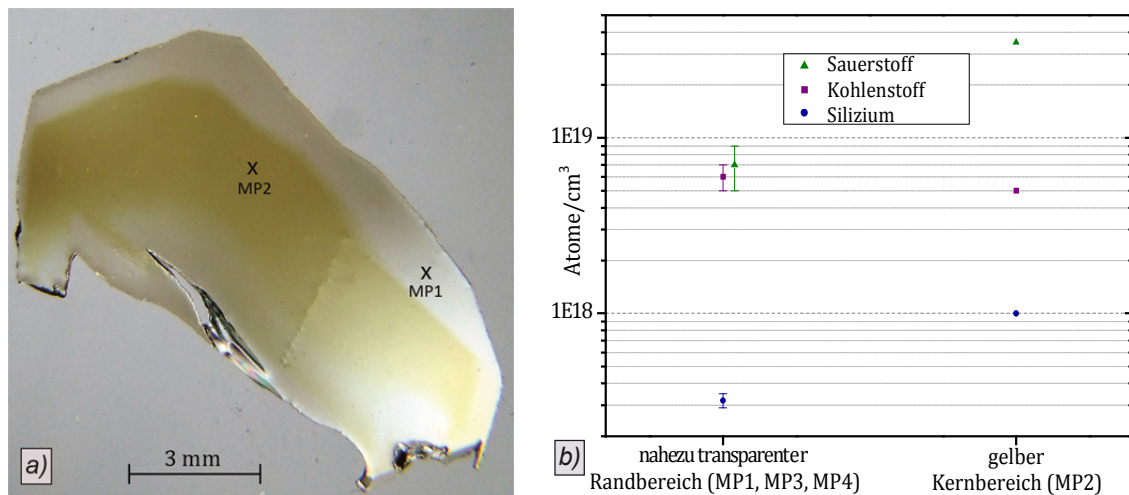 X
MP2
X
MP1
a)
3 mm
b)
Sauerstoff
Kohlenstoff
Silizium
1E19
1E18
Atome/cm³
nahezu transparenter
Randbereich (MP1, MP3, MP4)
gelber
Kernbereich (MP2)